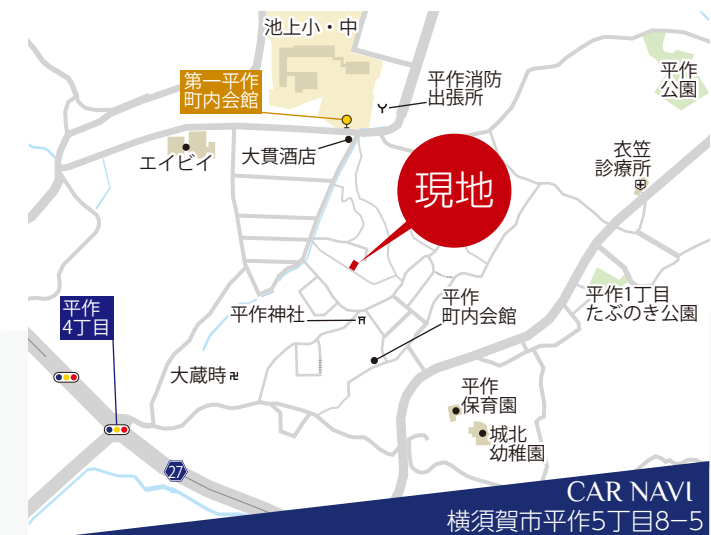 池上小・中
第一平作
町内会館
平作消防
出張所
平作
公園
エイビイ
大貫酒店
衣笠
診療所
現地
平作
4丁目
平作神社
平作
町内会館
平作1丁目
たぶのき公園
大蔵時
平作
保育園
城北
幼稚園
27
CAR NAVI
横須賀市平作5丁目8−5